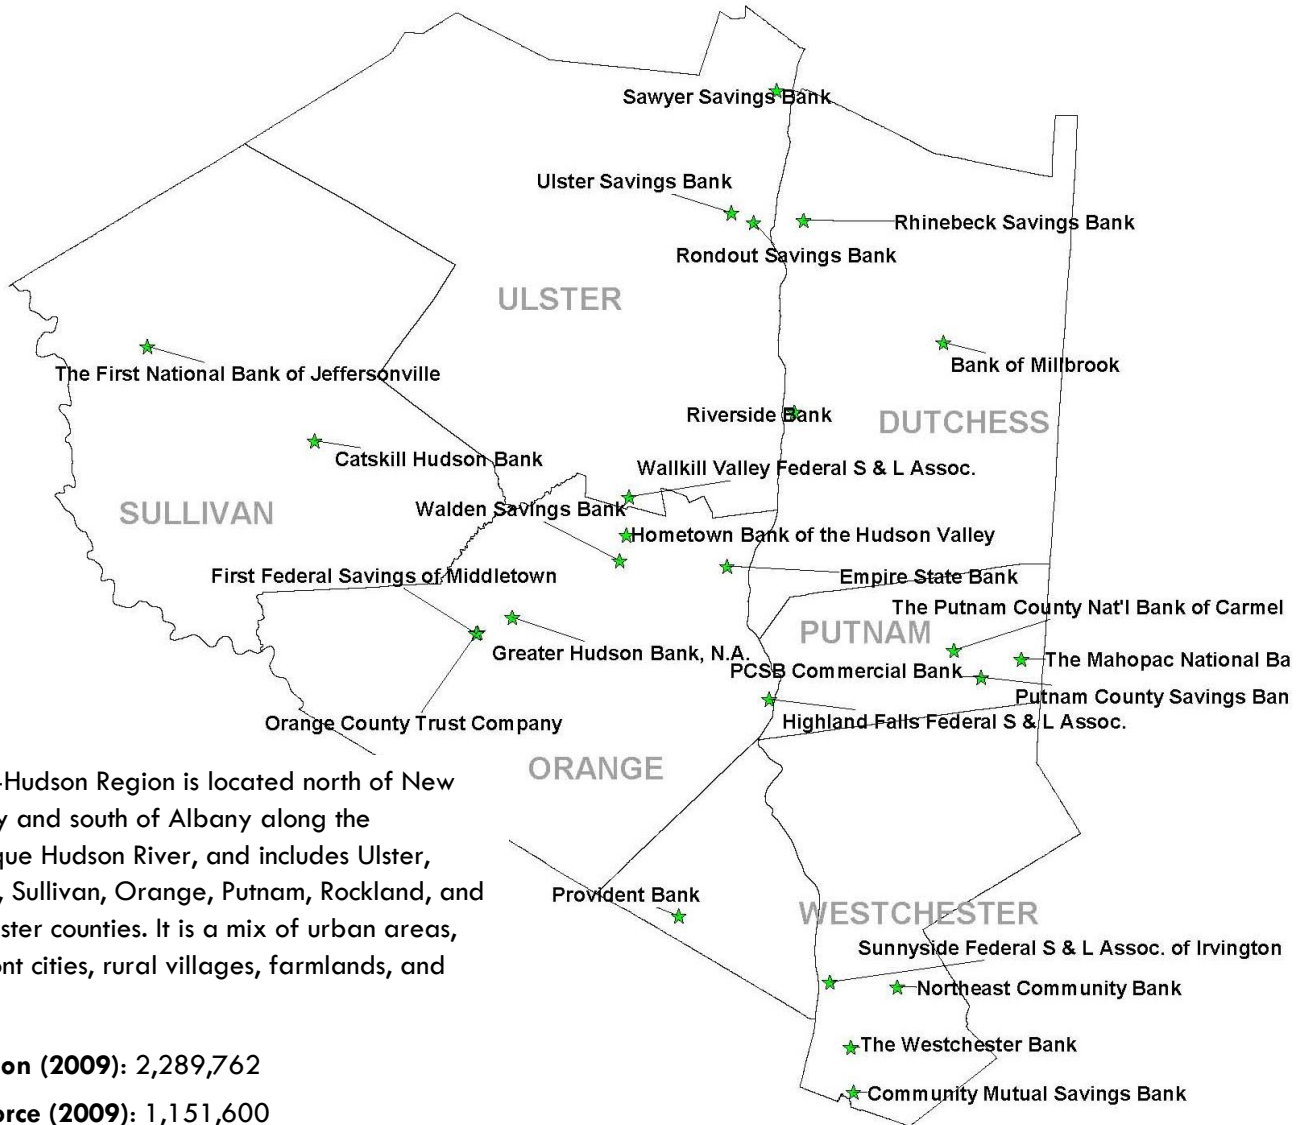 Sawyer Savings Bank
Ulster Savings Bank
Rhinebeck Savings Bank
Rondout Savings Bank
ULSTER
The First National Bank of Jeffersonville
Bank of Millbrook
Riverside Bank
DUTCHESS
Catskill Hudson Bank
Wallkill Valley Federal S & L Assoc.
SULLIVAN
Walden Savings Bank
Hometown Bank of the Hudson Valley
First Federal Savings of Middletown
Empire State Bank
The Putnam County Nat'l Bank of Carmel
PUTNAM
Greater Hudson Bank, N.A.
The Mahopac National Ba
PCSB Commercial Bank
Putnam County Savings Ban
Orange County Trust Company
Highland Falls Federal S & L Assoc.
ORANGE
-Hudson Region is located north of New
y and south of Albany along the
que Hudson River, and includes Ulster,
, Sullivan, Orange, Putnam, Rockland, and
ster counties. It is a mix of urban areas,
ont cities, rural villages, farmlands, and
Provident Bank
WESTCHESTER
Sunnyside Federal S & L Assoc. of Irvington
Northeast Community Bank
The Westchester Bank
Community Mutual Savings Bank
on (2009): 2,289,762
orce (2009): 1,151,600